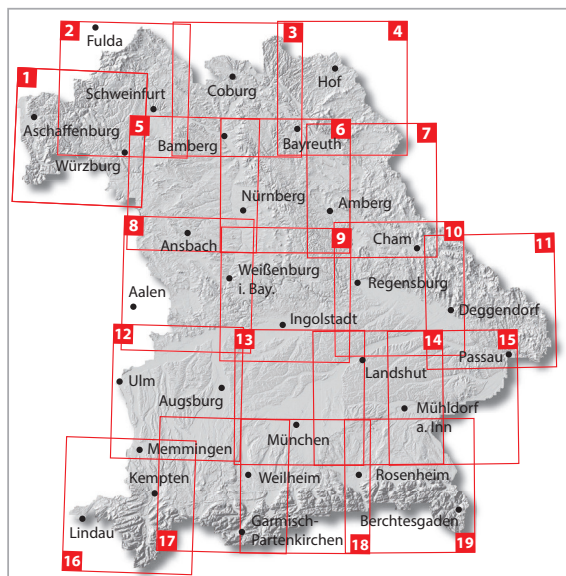 2
Fulda
3
4
Hof
1
Coburg
Schweinfurt
Aschaffenburg
5
Bamberg
Bayreuth
6
7
Würzburg
Nürnberg
Amberg
8
Ansbach
9
Cham
10
11
Weißenburg
i. Bay.
Regensburg
Aalen
Deggendorf
Ingolstadt
12
13
14
15
Passau
Ulm
Landshut
Augsburg
Mühldorf
a. Inn
München
Memmingen
Kempten
Weilheim
Rosenheim
Berchtesgaden
Lindau
Garmisch-
Partenkirchen
16
17
18
19